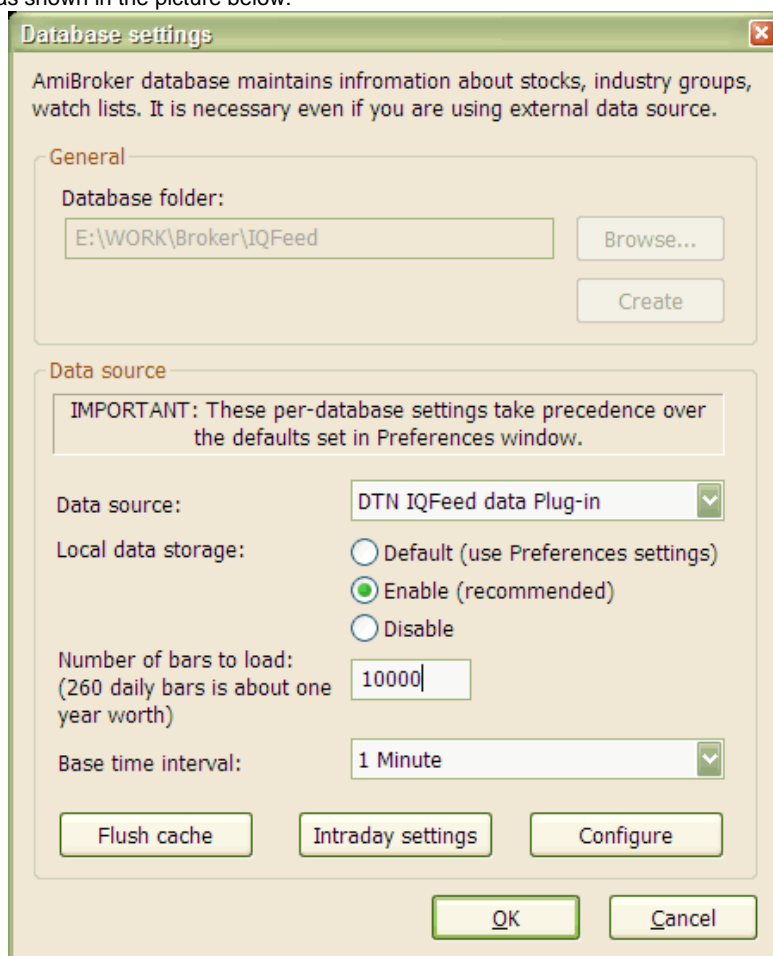 as shown in the picture below.
Database settings
AmiBroker database maintains infromation about stocks, industry groups,
watch lists. It is necessary even if you are using external data source.
General
Database folder:
E:\WORK\Broker\IQFeed
Browse...
Create
Data source
IMPORTANT: These per-database settings take precedence over
the defaults set in Preferences window.
Data source:
DTN IQFeed data Plug-in
Local data storage:
Default (use Preferences settings)
Enable (recommended)
Disable
Number of bars to load:
(260 daily bars is about one
year worth)
10000
Base time interval:
1 Minute
Flush cache
Intraday settings
Configure
OK
Cancel